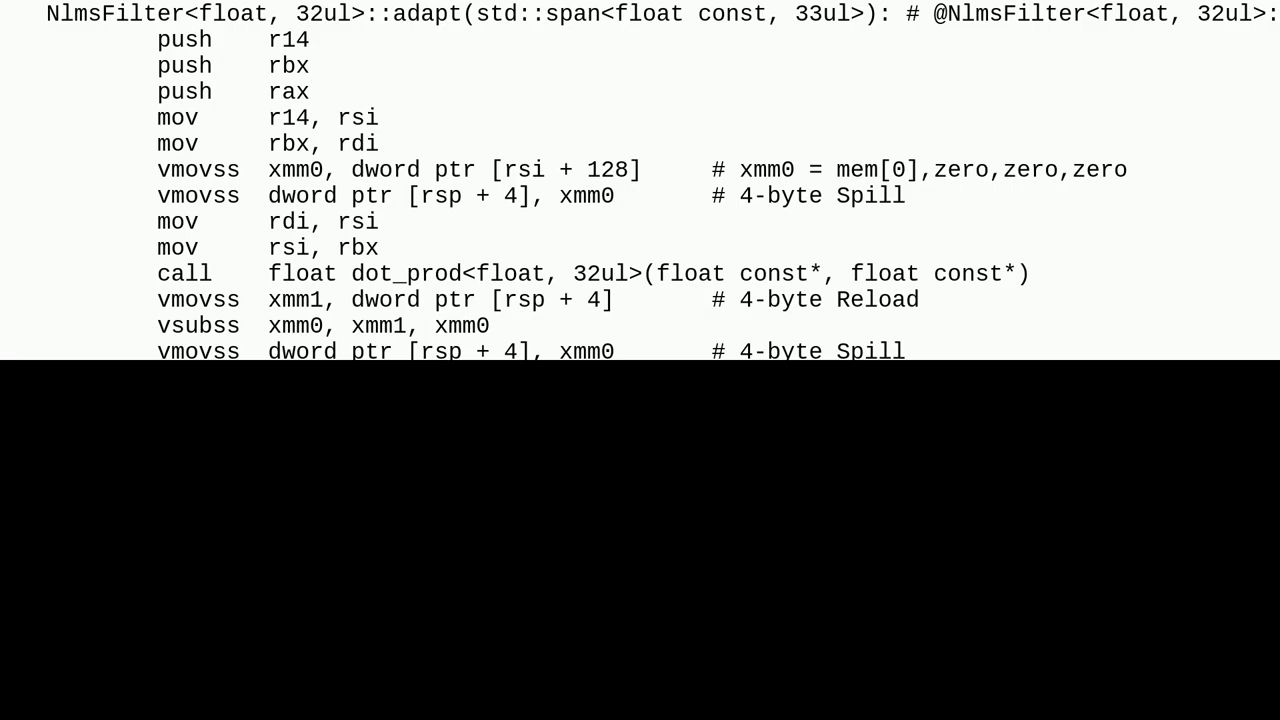 NlmsFilter<float, 32ul>::adapt(std::span<float const, 33ul>): # @NlmsFilter<float, 32ul>:
push r14
push rbx
push rax
mov r14, rsi
mov rbx, rdi
vmovss xmm0, dword ptr [rsi + 128] # xmm0 = mem[0],zero,zero,zero
vmovss dword ptr [rsp + 4], xmm0 # 4-byte Spill
mov rdi, rsi
mov rsi, rbx
call float dot_prod<float, 32ul>(float const*, float const*)
vmovss xmm1, dword ptr [rsp + 4] # 4-byte Reload
vsubss xmm0, xmm1, xmm0
vmovss dword ptr [rsp + 4], xmm0 # 4-byte Spill